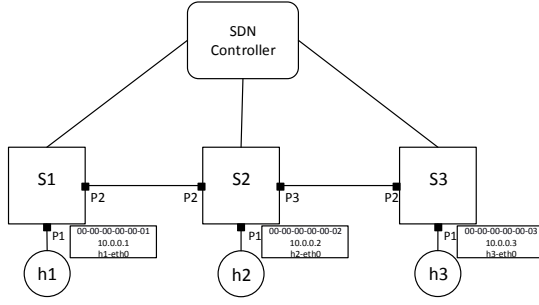 SDN
Controller
S1
S2
S3
P2
P2
P3
P2
P1
00-00-00-00-00-01
10.0.0.1
h1-eth0
P1
00-00-00-00-00-02
10.0.0.2
h2-eth0
P1
00-00-00-00-00-03
10.0.0.3
h3-eth0
h1
h2
h3